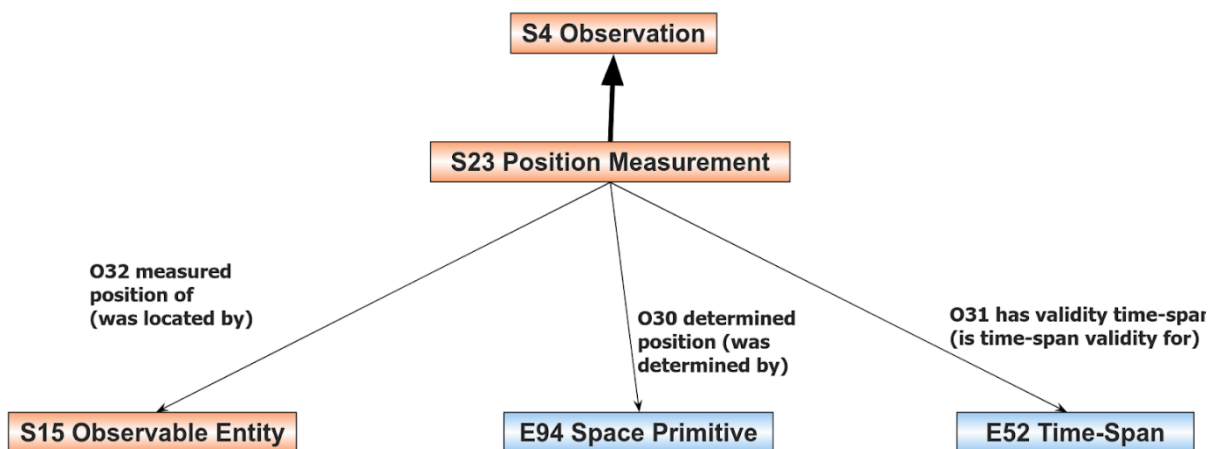 S4 Observation
S23 Position Measurement
O32 measured
position of
(was located by)
O30 determined
position (was
determined by)
O31 has validity time-span
(is time-span validity for)
S15 Observable Entity
E94 Space Primitive
E52 Time-Span